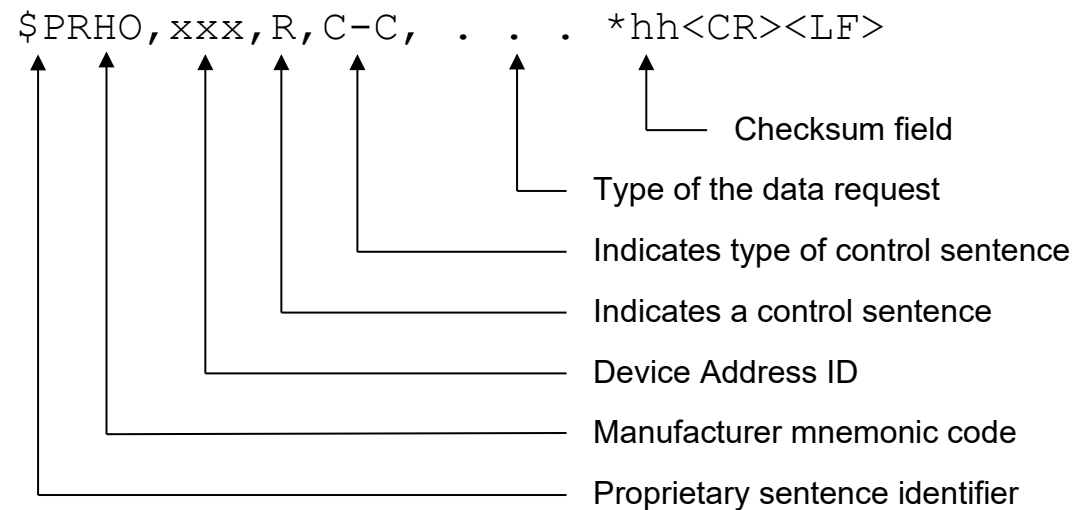 $PRHO,xxx,R,C-C, . . . *hh<CR><LF>
Checksum field
Type of the data request
Indicates type of control sentence
Indicates a control sentence
Device Address ID
Manufacturer mnemonic code
Proprietary sentence identifier